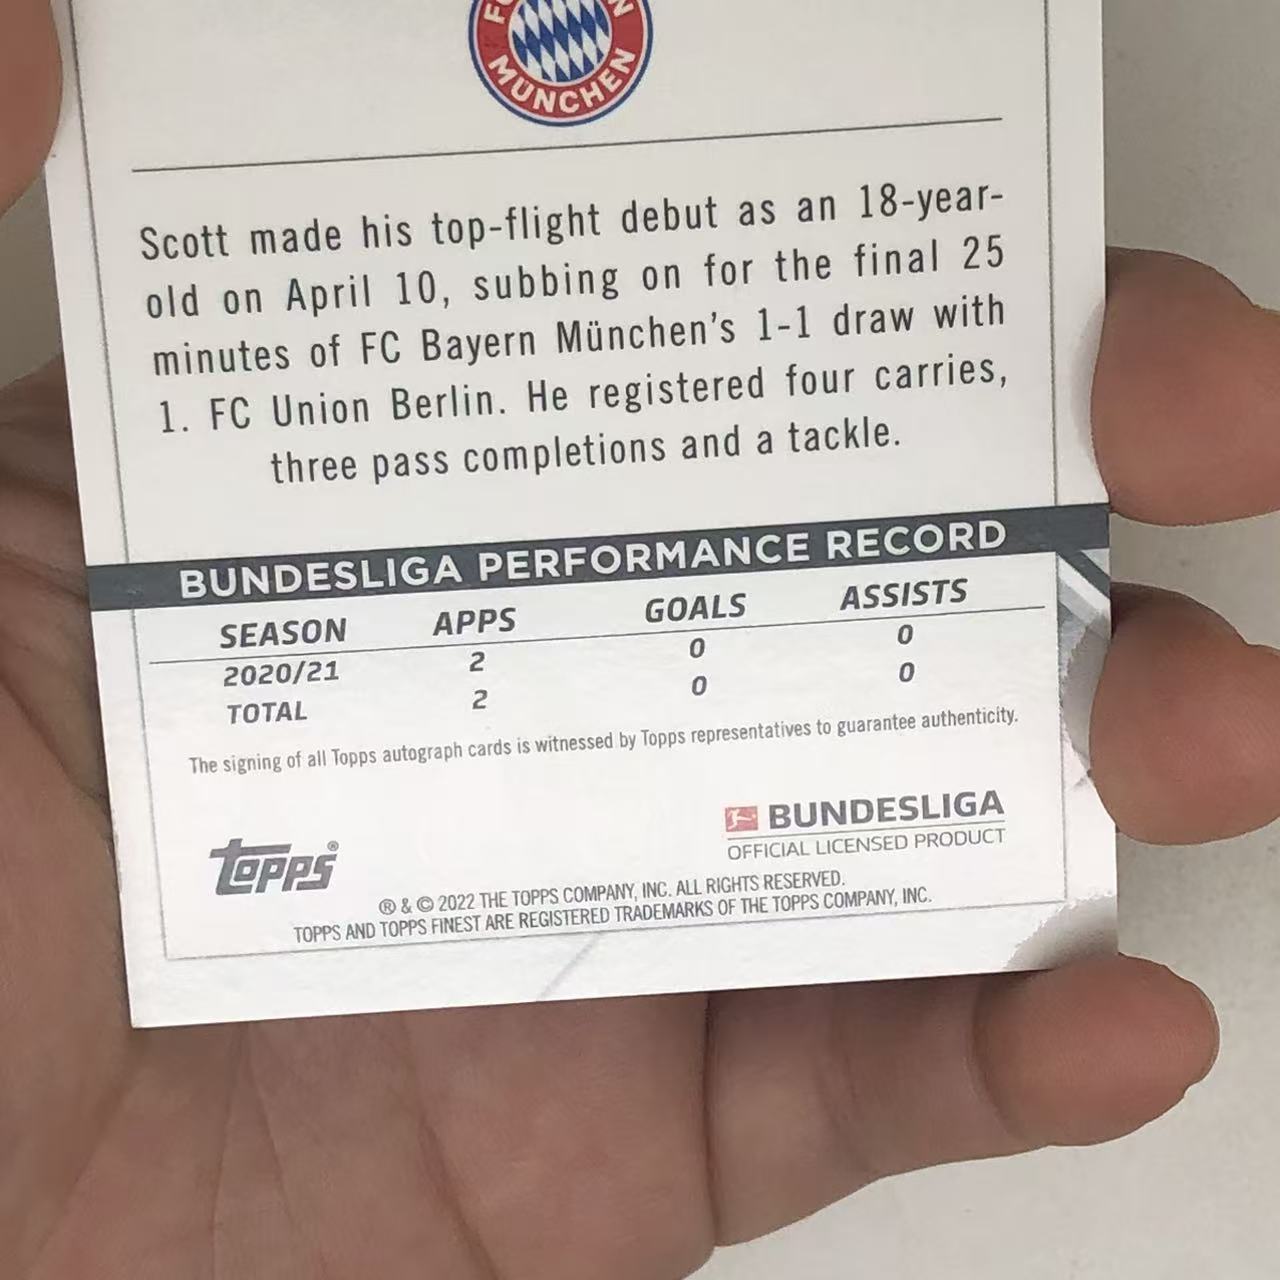 MÜNCHEN
Scott made his top-flight debut as an 18-year-
old on April 10, subbing on for the final 25
minutes of FC Bayern München's 1-1 draw with
1. FC Union Berlin. He registered four carries,
three pass completions and a tackle.
BUNDESLIGA PERFORMANCE RECORD
SEASON APPS GOALS ASSISTS
2020/21 2 0 0
TOTAL 2 0 0
The signing of all Topps autograph cards is witnessed by Topps representatives to guarantee authenticity.
BUNDESLIGA
OFFICIAL LICENSED PRODUCT
topps®
® & © 2022 THE TOPPS COMPANY, INC. ALL RIGHTS RESERVED.
TOPPS AND TOPPS FINEST ARE REGISTERED TRADEMARKS OF THE TOPPS COMPANY, INC.